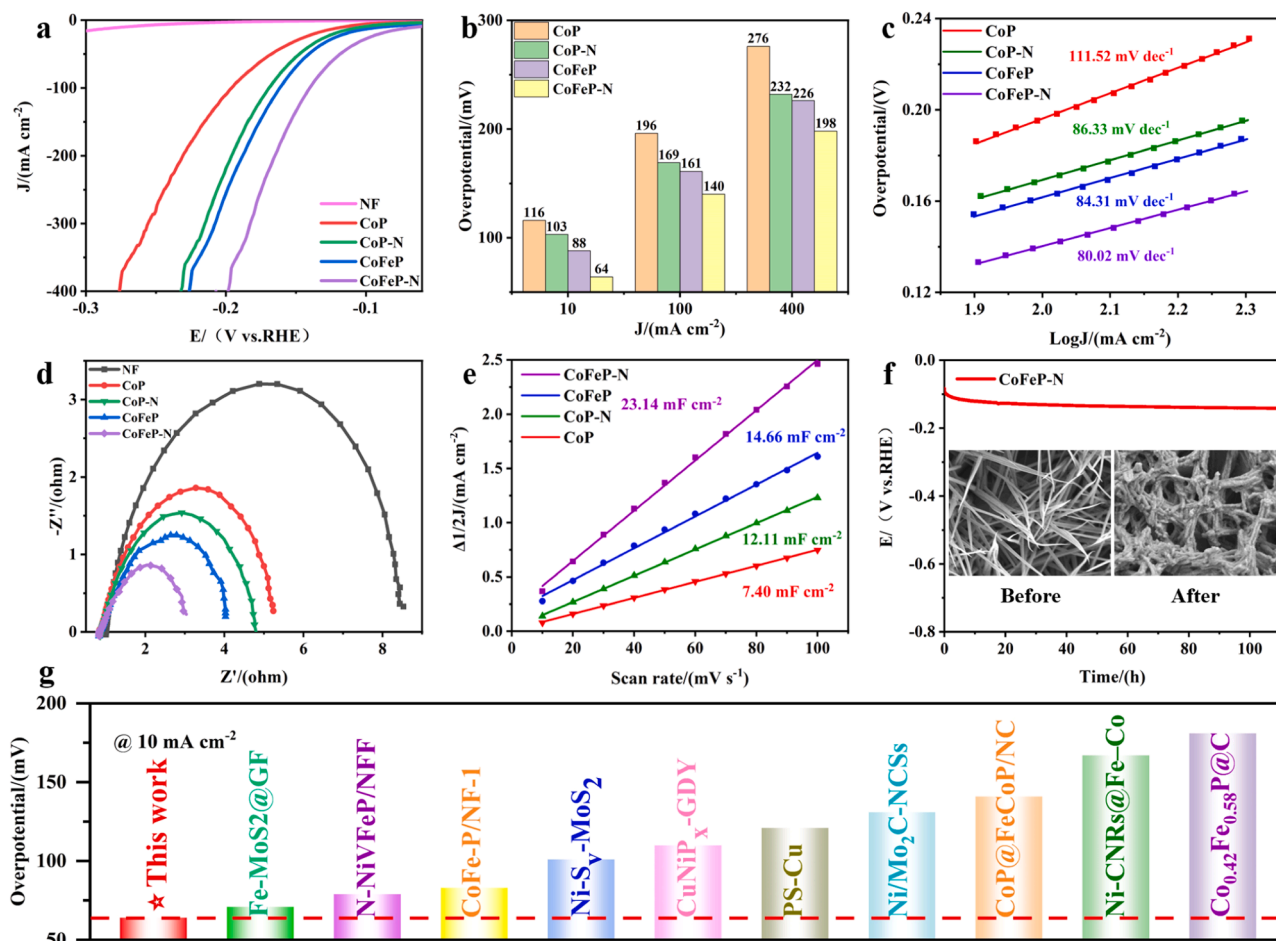 a
0
-100
-200
-300
-400
J/(mA cm-2)
NF
CoP
CoP-N
CoFeP
CoFeP-N
-0.3
-0.2
-0.1
E/（V vs.RHE）
b
300
200
100
Overpotential/(mV)
CoP
CoP-N
CoFeP
CoFeP-N
116
103
88
64
196
169
161
140
276
232
226
198
10
100
400
J/(mA cm-2)
c
0.24
0.20
0.16
0.12
Overpotential/(V)
CoP
CoP-N
CoFeP
CoFeP-N
111.52 mV dec-1
86.33 mV dec-1
84.31 mV dec-1
80.02 mV dec-1
1.9
2.0
2.1
2.2
2.3
LogJ/(mA cm-2)
d
3
2
1
0
-Z''/(ohm)
NF
CoP
CoP-N
CoFeP
CoFeP-N
2
4
6
8
Z'/(ohm)
e
2.5
2.0
1.5
1.0
0.5
0.0
Δ1/2J/(mA cm-2)
CoFeP-N
CoFeP
CoP-N
CoP
23.14 mF cm-2
14.66 mF cm-2
12.11 mF cm-2
7.40 mF cm-2
0
20
40
60
80
100
Scan rate/(mV s-1)
f
0.0
-0.2
-0.4
-0.6
-0.8
E/（V vs.RHE）
CoFeP-N
Before
After
0
20
40
60
80
100
Time/(h)
g
200
150
100
50
Overpotential/(mV)
@ 10 mA cm-2
☆ This work
Fe-MoS2@GF
N-NiVFeP/NFF
CoFe-P/NF-1
Ni-Sv-MoS2
CuNiPx-GDY
PS-Cu
Ni/Mo2C-NCSs
CoP@FeCoP/NC
Ni-CNRs@Fe–Co
Co0.42Fe0.58P@C